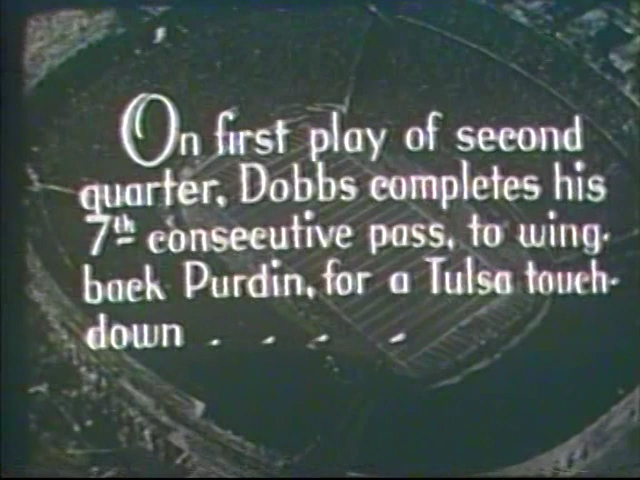 On first play of second
quarter, Dobbs completes his
7th consecutive pass, to wing-
back Purdin, for a Tulsa touch-
down . . . .